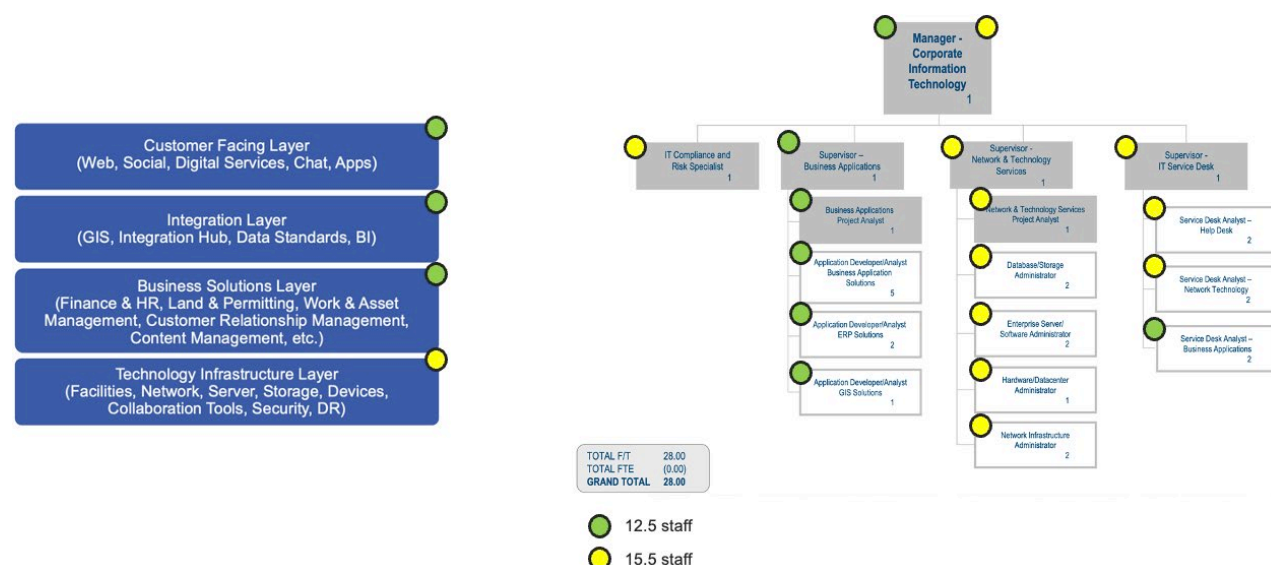 Customer Facing Layer
(Web, Social, Digital Services, Chat, Apps)
Integration Layer
(GIS, Integration Hub, Data Standards, BI)
Business Solutions Layer
(Finance & HR, Land & Permitting, Work & Asset
Management, Customer Relationship Management,
Content Management, etc.)
Technology Infrastructure Layer
(Facilities, Network, Server, Storage, Devices,
Collaboration Tools, Security, DR)
Manager -
Corporate
Information
Technology
1
IT Compliance and
Risk Specialist
1
Supervisor –
Business Applications
1
Business Applications
Project Analyst
1
Application Developer/Analyst
Business Application
Solutions
5
Application Developer/Analyst
ERP Solutions
2
Application Developer/Analyst
GIS Solutions
1
Supervisor -
Network & Technology
Services
1
Network & Technology Services
Project Analyst
1
Database/Storage
Administrator
2
Enterprise Server/
Software Administrator
2
Hardware/Datacenter
Administrator
1
Network Infrastructure
Administrator
2
Supervisor -
IT Service Desk
1
Service Desk Analyst –
Help Desk
2
Service Desk Analyst –
Network Technology
2
Service Desk Analyst –
Business Applications
2
TOTAL F/T 28.00
TOTAL FTE (0.00)
GRAND TOTAL 28.00
12.5 staff
15.5 staff